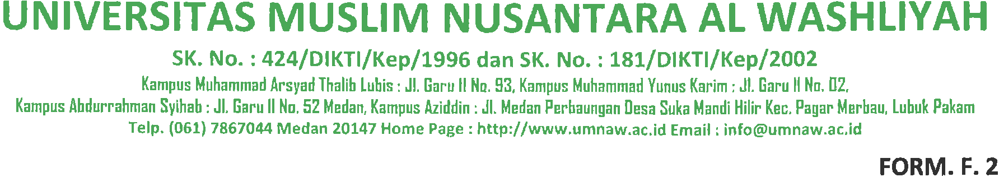 UNIVERSITAS MUSLIM NUSANTARA AL WASHLIYAH
SK. No. : 424/DIKTI/Kep/1996 dan SK. No. : 181/DIKTI/Kep/2002
Kampus Muhammad Arsyad Thalib Lubis : Jl. Garu II No. 93, Kampus Muhammad Yunus Karim : Jl. Garu II No. 02,
Kampus Abdurrahman Syihab : Jl. Garu II No. 52 Medan, Kampus Aziddin : Jl. Medan Perbaungan Desa Suka Mandi Hilir Kec. Pagar Merbau, Lubuk Pakam
Telp. (061) 7867044 Medan 20147 Home Page : http://www.umnaw.ac.id Email : info@umnaw.ac.id
FORM. F. 2